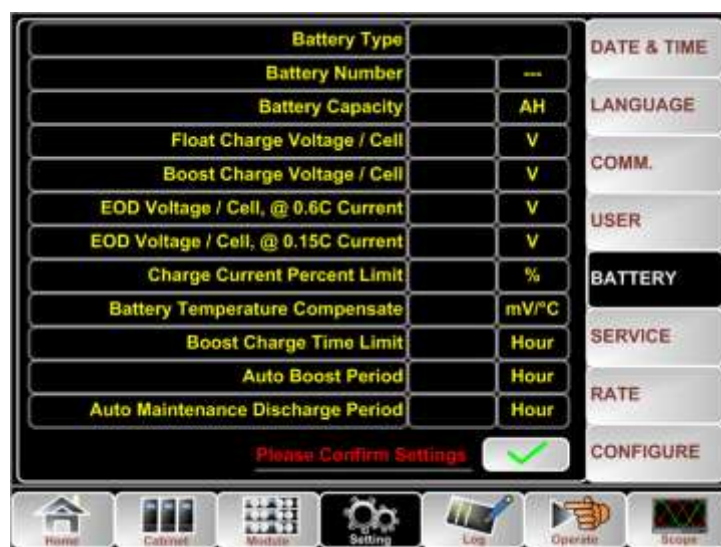 Battery Type
DATE & TIME
Battery Number ---
Battery Capacity AH
LANGUAGE
Float Charge Voltage / Cell V
Boost Charge Voltage / Cell V
COMM.
EOD Voltage / Cell, @ 0.6C Current V
USER
EOD Voltage / Cell, @ 0.15C Current V
Charge Current Percent Limit %
BATTERY
Battery Temperature Compensate mV/°C
Boost Charge Time Limit Hour
SERVICE
Auto Boost Period Hour
RATE
Auto Maintenance Discharge Period Hour
Please Confirm Settings
CONFIGURE
Home Cabinet Module Setting Log Operate Scope